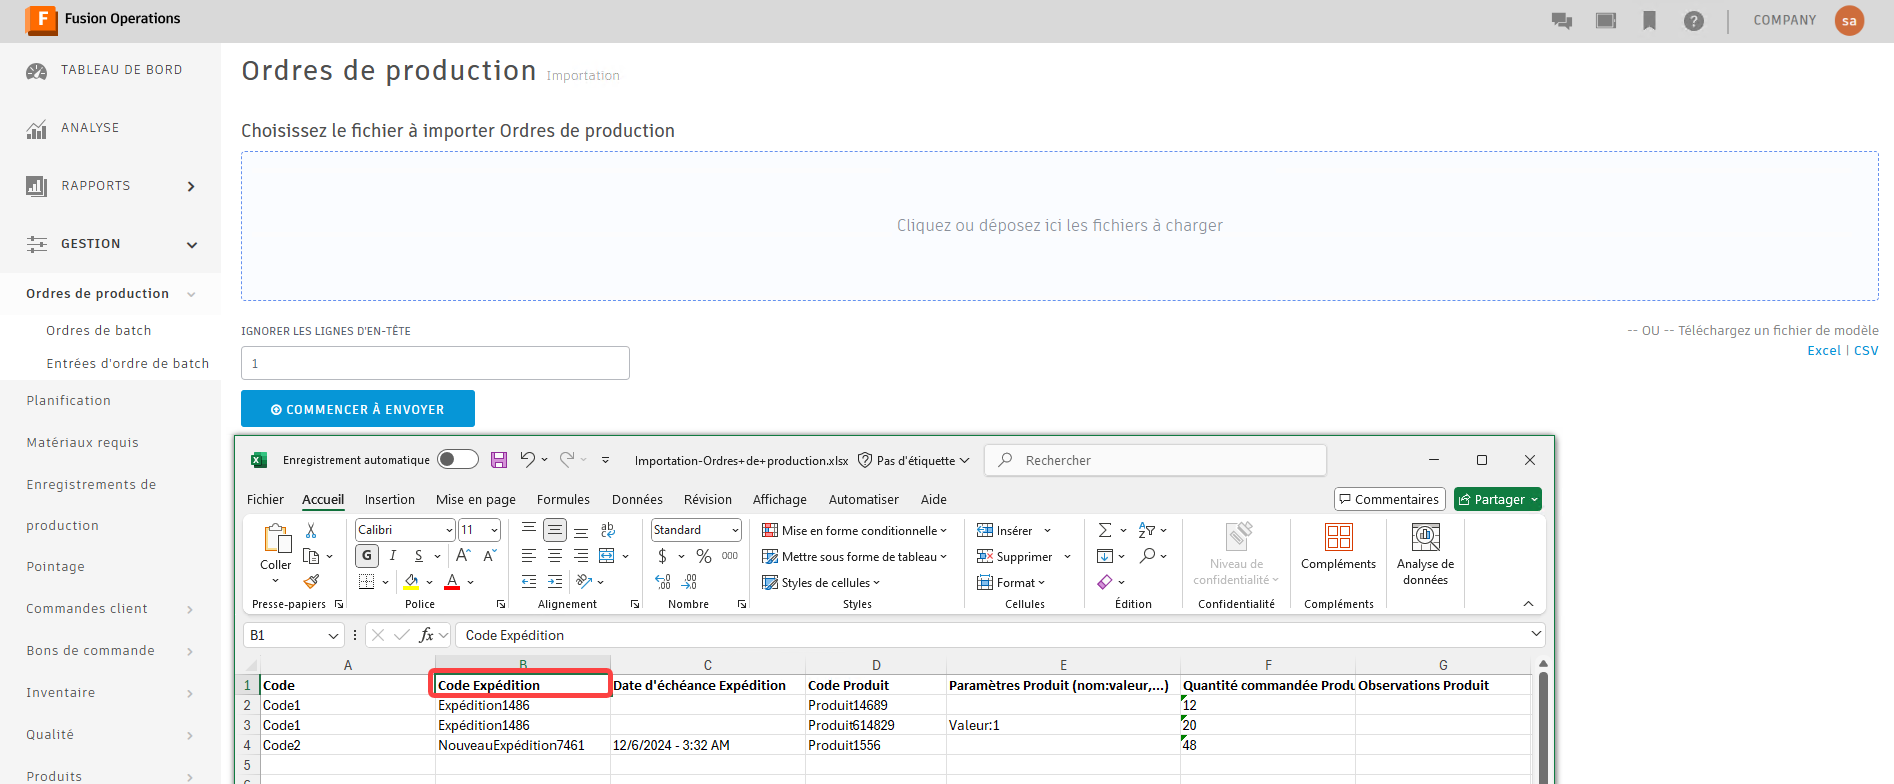 F Fusion Operations
COMPANY sa
TABLEAU DE BORD
ANALYSE
RAPPORTS
GESTION
Ordres de production
Ordres de batch
Entrées d'ordre de batch
Planification
Matériaux requis
Enregistrements de
production
Pointage
Commandes client
Bons de commande
Inventaire
Qualité
Produits
Ordres de production Importation
Choisissez le fichier à importer Ordres de production
Cliquez ou déposez ici les fichiers à charger
IGNORER LES LIGNES D'EN-TÊTE
1
COMMENCER À ENVOYER
-- OU -- Téléchargez un fichier de modèle
Excel | CSV
Enregistrement automatique Importation-Ordres+de+production.xlsx Pas d'étiquette Rechercher
Fichier Accueil Insertion Mise en page Formules Données Révision Affichage Automatiser Aide Commentaires Partager
Coller
Presse-papiers
Calibri 11
G I S A A
A
Police
ab
Alignement
Standard
$ % 000
Nombre
Mise en forme conditionnelle
Mettre sous forme de tableau
Styles de cellules
Styles
Insérer
Supprimer
Format
Cellules
Édition
Niveau de
confidentialité
Confidentialité
Compléments
Compléments
Analyse de
données
B1 fx Code Expédition
A B C D E F G
1 Code Code Expédition Date d'échéance Expédition Code Produit Paramètres Produit (nom:valeur,...) Quantité commandée Produ Observations Produit
2 Code1 Expédition1486 Produit14689 12
3 Code1 Expédition1486 Produit614829 Valeur:1 20
4 Code2 NouveauExpédition7461 12/6/2024 - 3:32 AM Produit1556 48
5